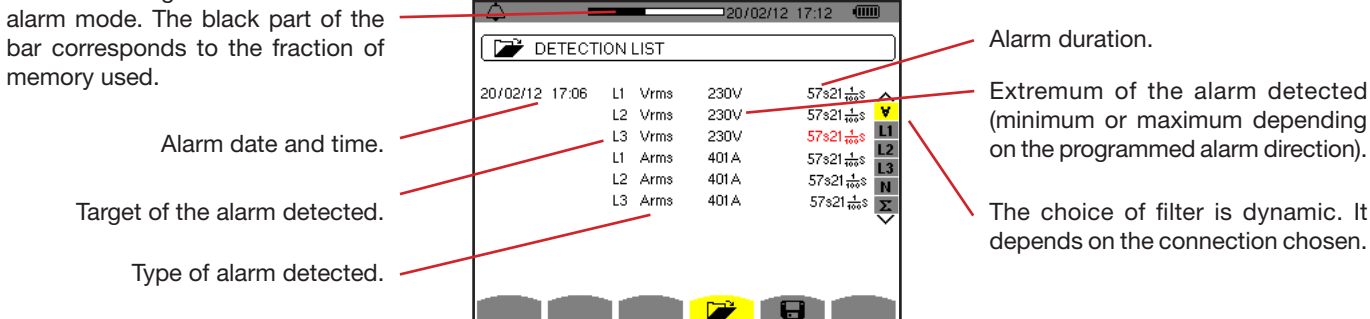 alarm mode. The black part of the
bar corresponds to the fraction of
memory used.
Alarm date and time.
Target of the alarm detected.
Type of alarm detected.
20/02/12 17:12
DETECTION LIST
20/02/12 17:06 L1 Vrms 230V 57s21 1/100 s
L2 Vrms 230V 57s21 1/100 s
L3 Vrms 230V 57s21 1/100 s
L1 Arms 401A 57s21 1/100 s
L2 Arms 401A 57s21 1/100 s
L3 Arms 401A 57s21 1/100 s
∀
L1
L2
L3
N
Σ
Alarm duration.
Extremum of the alarm detected
(minimum or maximum depending
on the programmed alarm direction).
The choice of filter is dynamic. It
depends on the connection chosen.